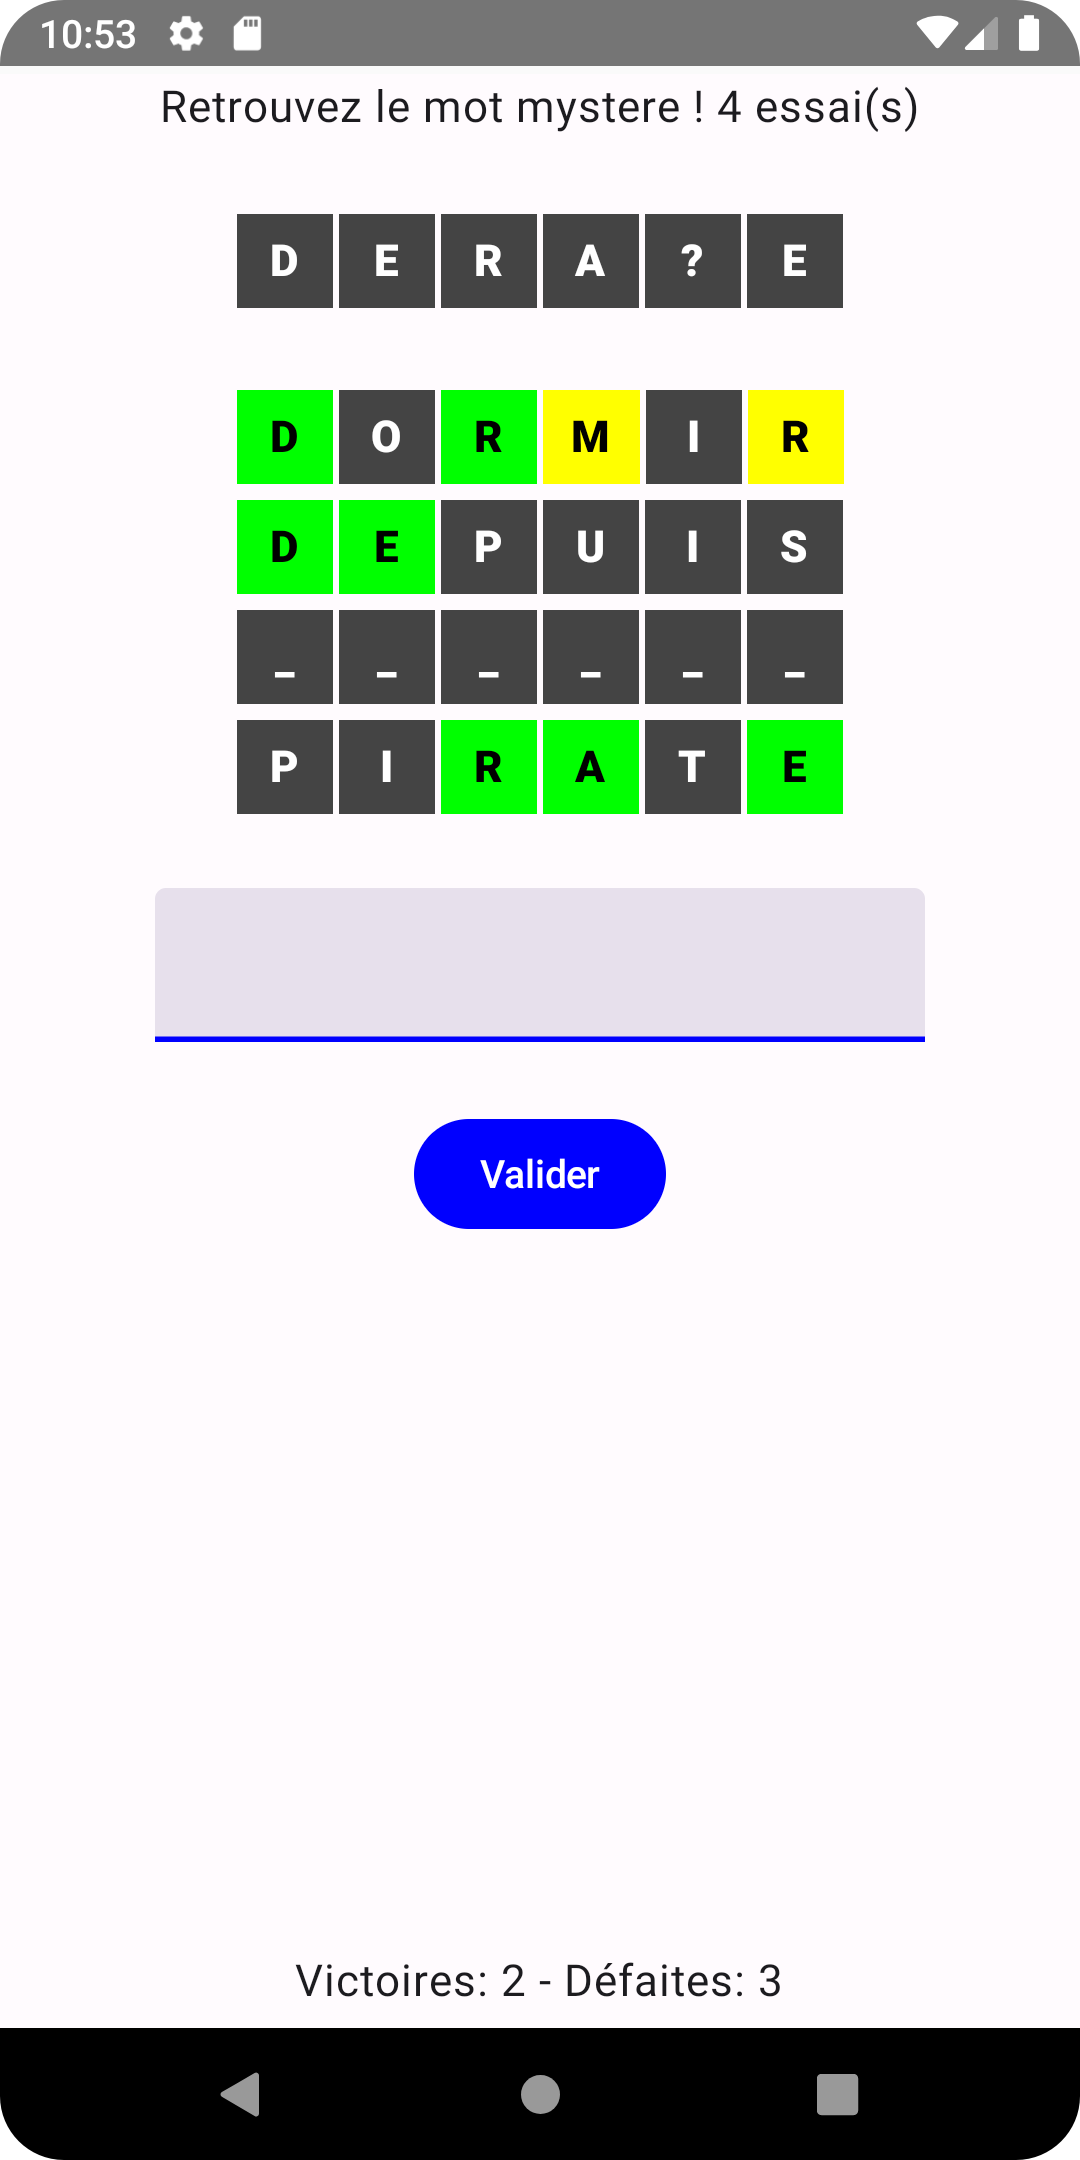 10:53
Retrouvez le mot mystere ! 4 essai(s)
D E R A ? E
D O R M I R
D E P U I S
_ _ _ _ _ _
P I R A T E
Valider
Victoires: 2 - Défaites: 3